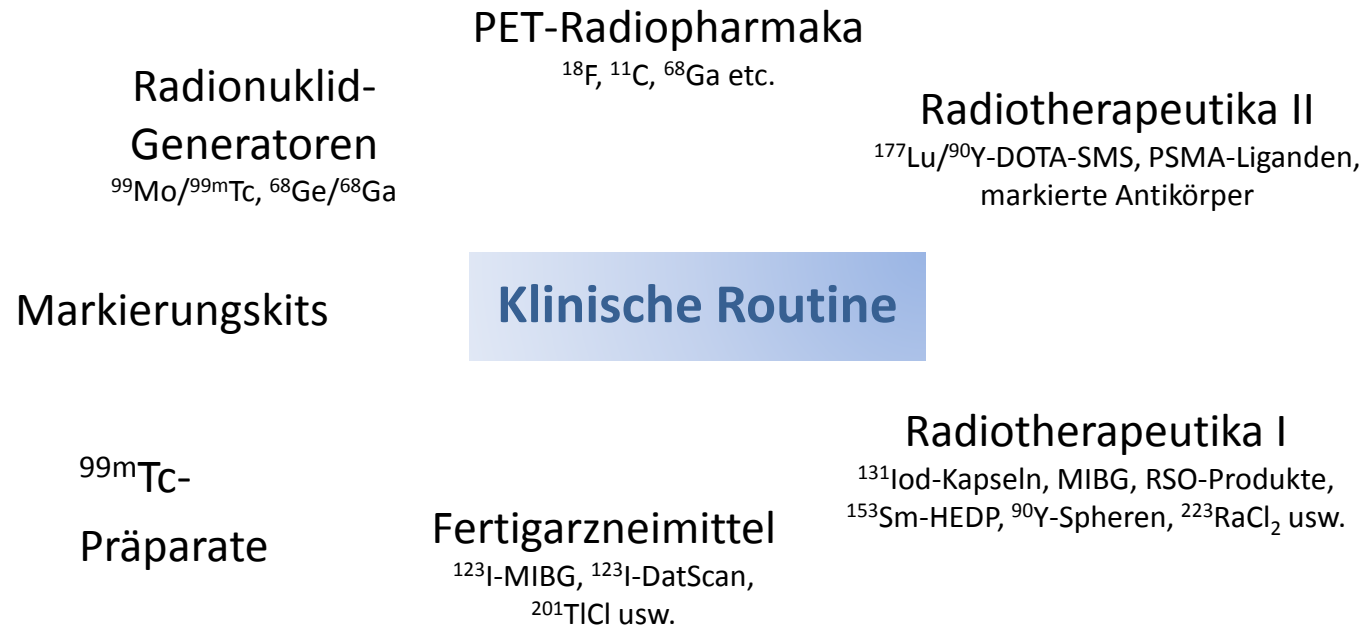 PET-Radiopharmaka
¹⁸F, ¹¹C, ⁶⁸Ga etc.
Radionuklid-
Generatoren
⁹⁹Mo/⁹⁹ᵐTc, ⁶⁸Ge/⁶⁸Ga
Radiotherapeutika II
¹⁷⁷Lu/⁹⁰Y-DOTA-SMS, PSMA-Liganden,
markierte Antikörper
Markierungskits
Klinische Routine
⁹⁹ᵐTc-
Präparate
Fertigarzneimittel
¹²³I-MIBG, ¹²³I-DatScan,
²⁰¹TlCl usw.
Radiotherapeutika I
¹³¹Iod-Kapseln, MIBG, RSO-Produkte,
¹⁵³Sm-HEDP, ⁹⁰Y-Spheren, ²²³RaCl₂ usw.